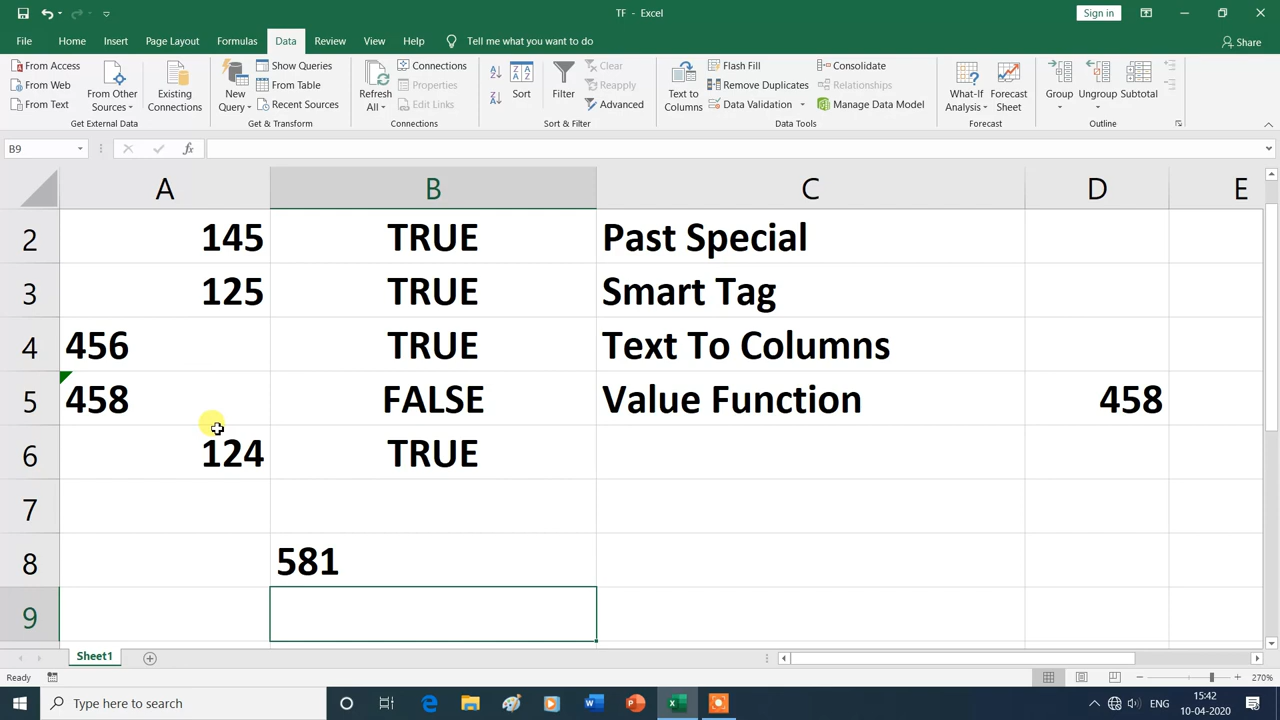 TF - Excel
Sign in
File Home Insert Page Layout Formulas Data Review View Help Tell me what you want to do
Share
From Access
From Web
From Text
From Other Sources
Existing Connections
Get External Data
New Query
Show Queries
From Table
Recent Sources
Get & Transform
Refresh All
Connections
Properties
Edit Links
Connections
Sort
Filter
Clear
Reapply
Advanced
Sort & Filter
Text to Columns
Flash Fill
Remove Duplicates
Data Validation
Consolidate
Relationships
Manage Data Model
Data Tools
What-If Analysis
Forecast Sheet
Forecast
Group
Ungroup
Subtotal
Outline
B9
fx
A B C D E
2 145 TRUE Past Special
3 125 TRUE Smart Tag
4 456 TRUE Text To Columns
5 458 FALSE Value Function 458
6 124 TRUE
7
8 581
9
Sheet1
Ready
270%
Type here to search
ENG
15:42
10-04-2020